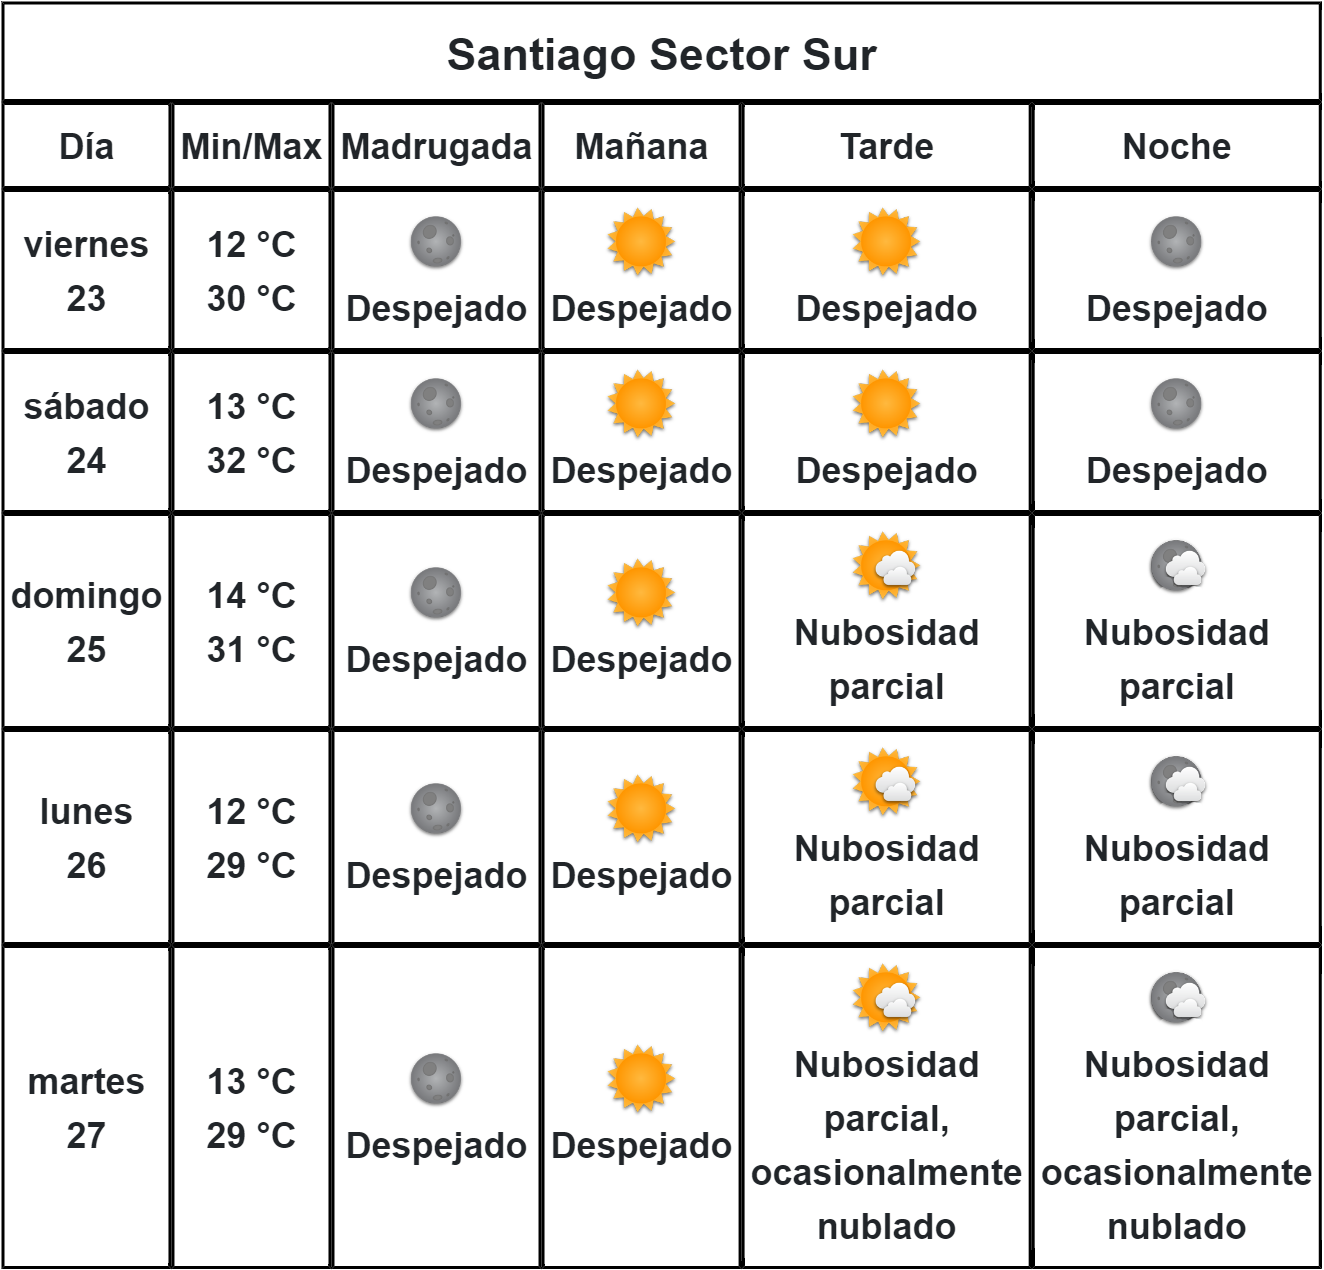 Santiago Sector Sur
Día Min/Max Madrugada Mañana Tarde Noche
viernes
23
12 °C
30 °C
Despejado
Despejado
Despejado
Despejado
sábado
24
13 °C
32 °C
Despejado
Despejado
Despejado
Despejado
domingo
25
14 °C
31 °C
Despejado
Despejado
Nubosidad
parcial
Nubosidad
parcial
lunes
26
12 °C
29 °C
Despejado
Despejado
Nubosidad
parcial
Nubosidad
parcial
martes
27
13 °C
29 °C
Despejado
Despejado
Nubosidad
parcial,
ocasionalmente
nublado
Nubosidad
parcial,
ocasionalmente
nublado